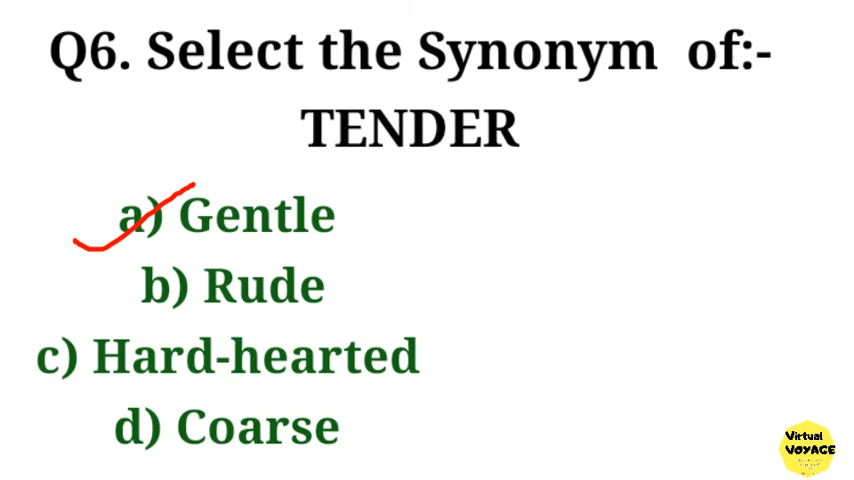 Q6. Select the Synonym of:-
TENDER
a) Gentle
b) Rude
c) Hard-hearted
d) Coarse
Virtual
VOYAGE